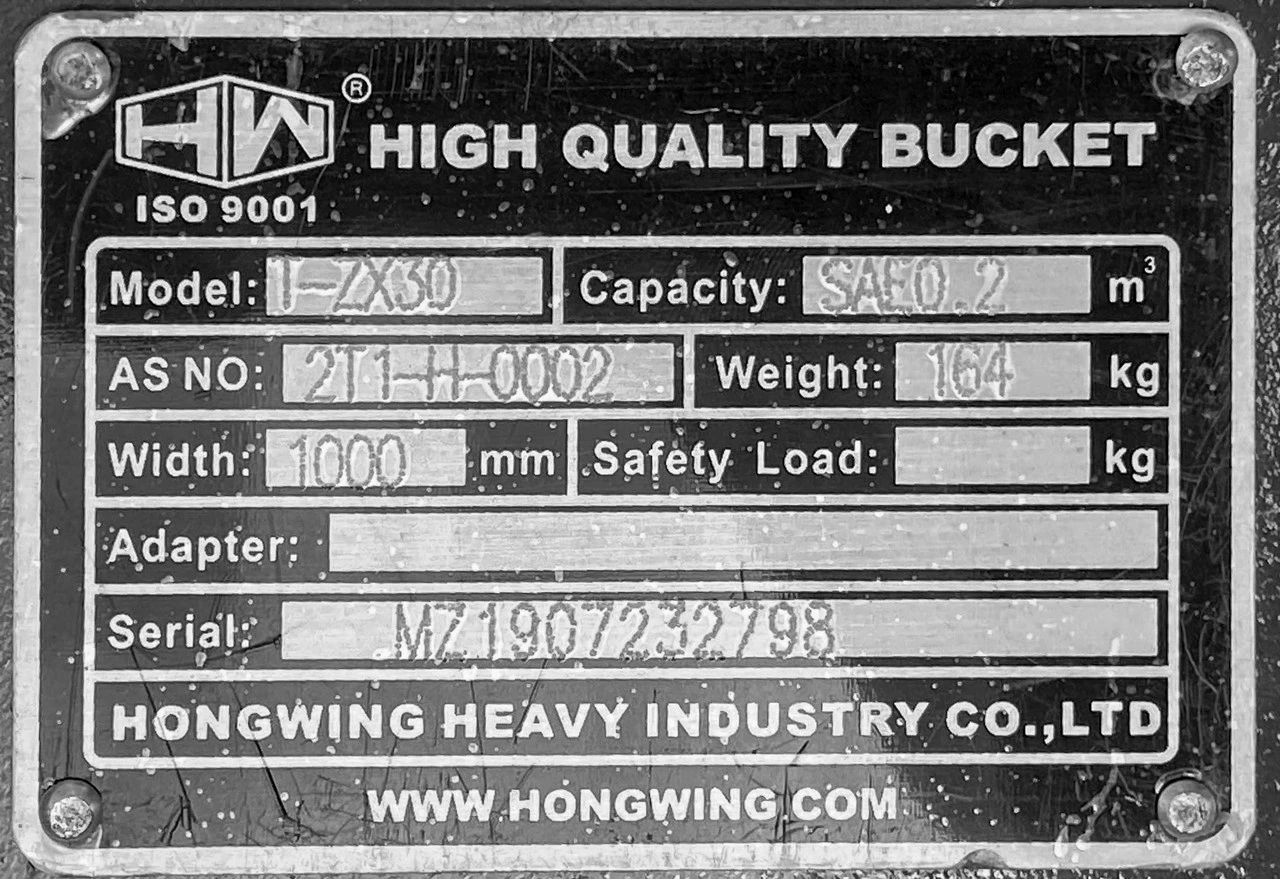 HW ®
HIGH QUALITY BUCKET
ISO 9001
Model: T-ZX30 Capacity: SAE0.2 m³
AS NO: 2T1-H-0002 Weight: 164 kg
Width: 1000 mm Safety Load: kg
Adapter:
Serial: MZ1907232798
HONGWING HEAVY INDUSTRY CO.,LTD
WWW.HONGWING.COM